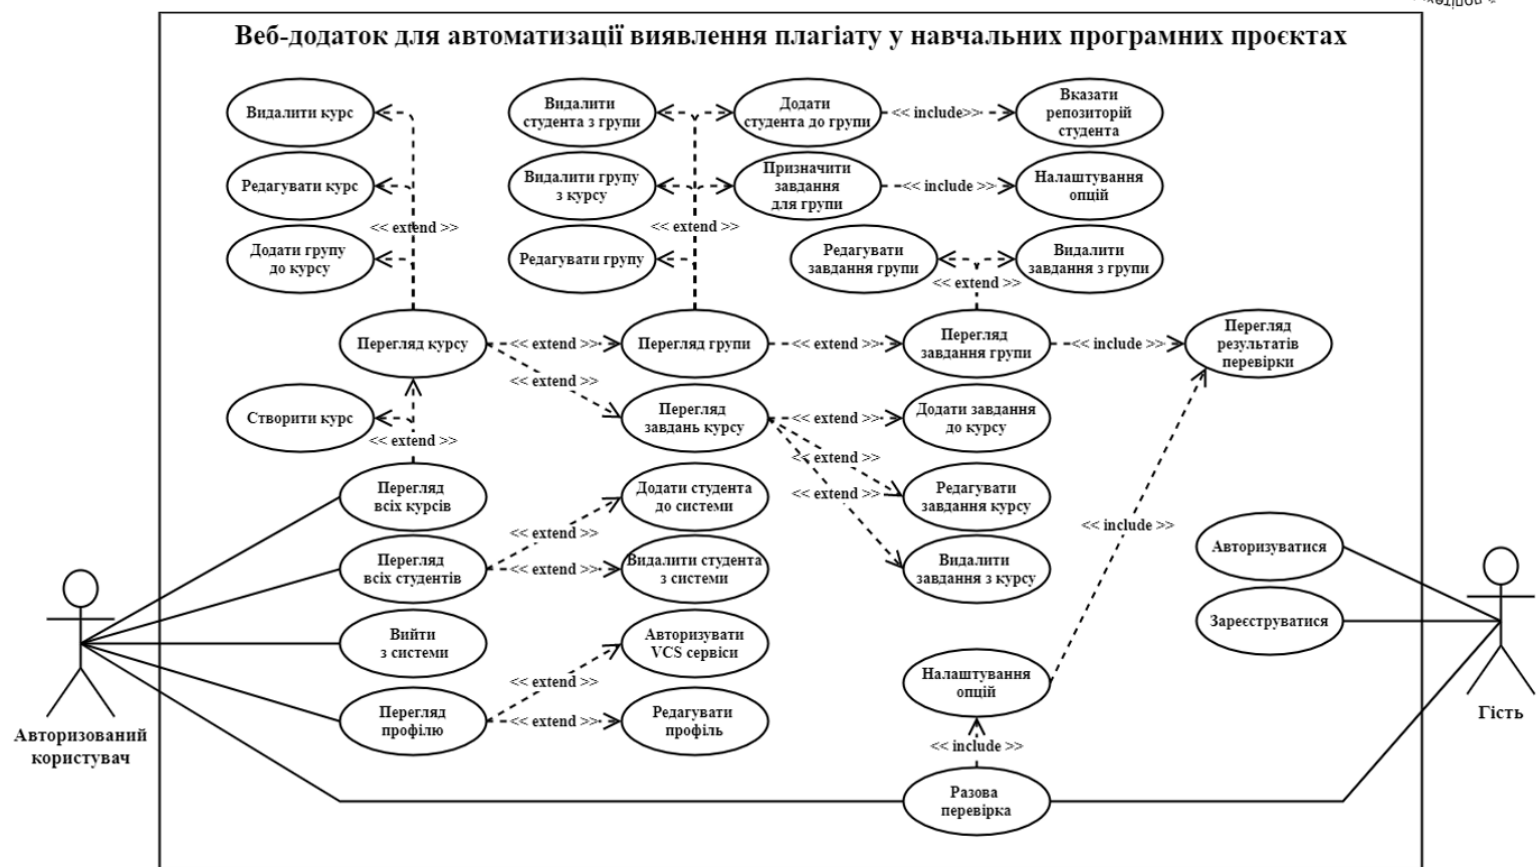 Веб-додаток для автоматизації виявлення плагіату у навчальних програмних проєктах
Видалити курс
Видалити
студента з групи
Додати
студента до групи
<< include>>
Вказати
репозиторій
студента
Редагувати курс
Видалити групу
з курсу
Призначити
завдання
для групи
<< include >>
Налаштування
опцій
<< extend >>
<< extend >>
Додати групу
до курсу
Редагувати групу
Редагувати
завдання групи
Видалити
завдання з групи
<< extend >>
Перегляд курсу
<< extend >>
Перегляд групи
<< extend >>
Перегляд
завдання групи
<< include >>
Перегляд
результатів
перевірки
<< extend >>
Створити курс
Перегляд
завдань курсу
<< extend >>
Додати завдання
до курсу
<< extend >>
<< extend >>
Перегляд
всіх курсів
Додати студента
до системи
<< extend >>
Редагувати
завдання курсу
<< extend >>
<< include >>
Авторизуватися
Перегляд
всіх студентів
<< extend >>
Видалити студента
з системи
Видалити
завдання з курсу
Зареєструватися
Вийти
з системи
Авторизувати
VCS сервіси
<< extend >>
Налаштування
опцій
Перегляд
профілю
<< extend >>
Редагувати
профіль
Гість
Авторизований
користувач
<< include >>
Разова
перевірка